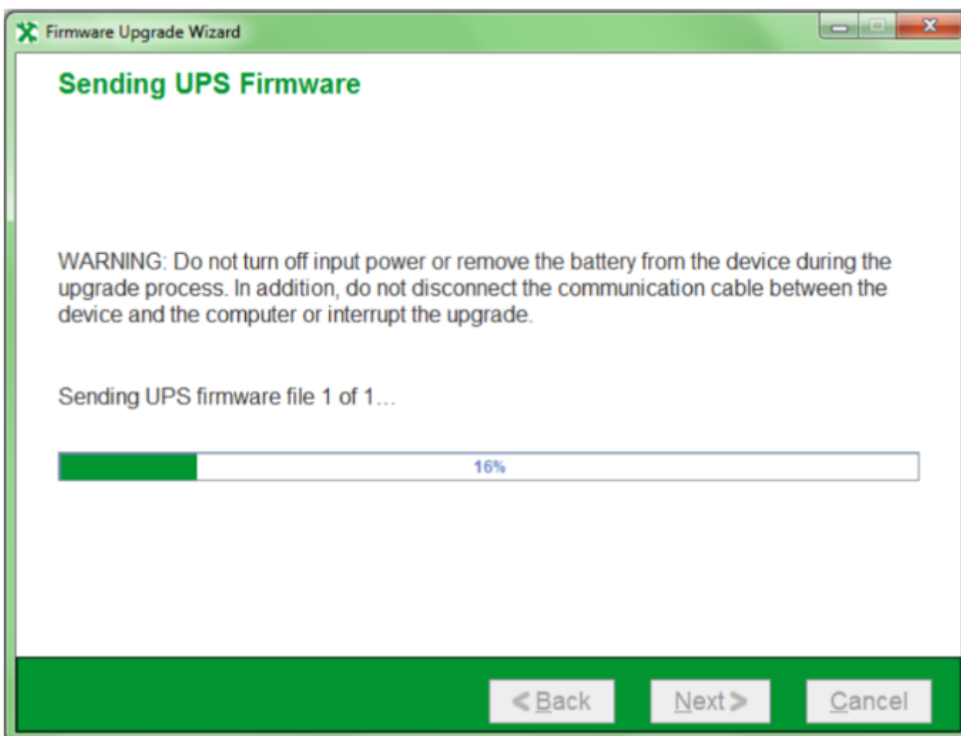 Firmware Upgrade Wizard
Sending UPS Firmware
WARNING: Do not turn off input power or remove the battery from the device during the
upgrade process. In addition, do not disconnect the communication cable between the
device and the computer or interrupt the upgrade.
Sending UPS firmware file 1 of 1...
16%
< Back Next > Cancel